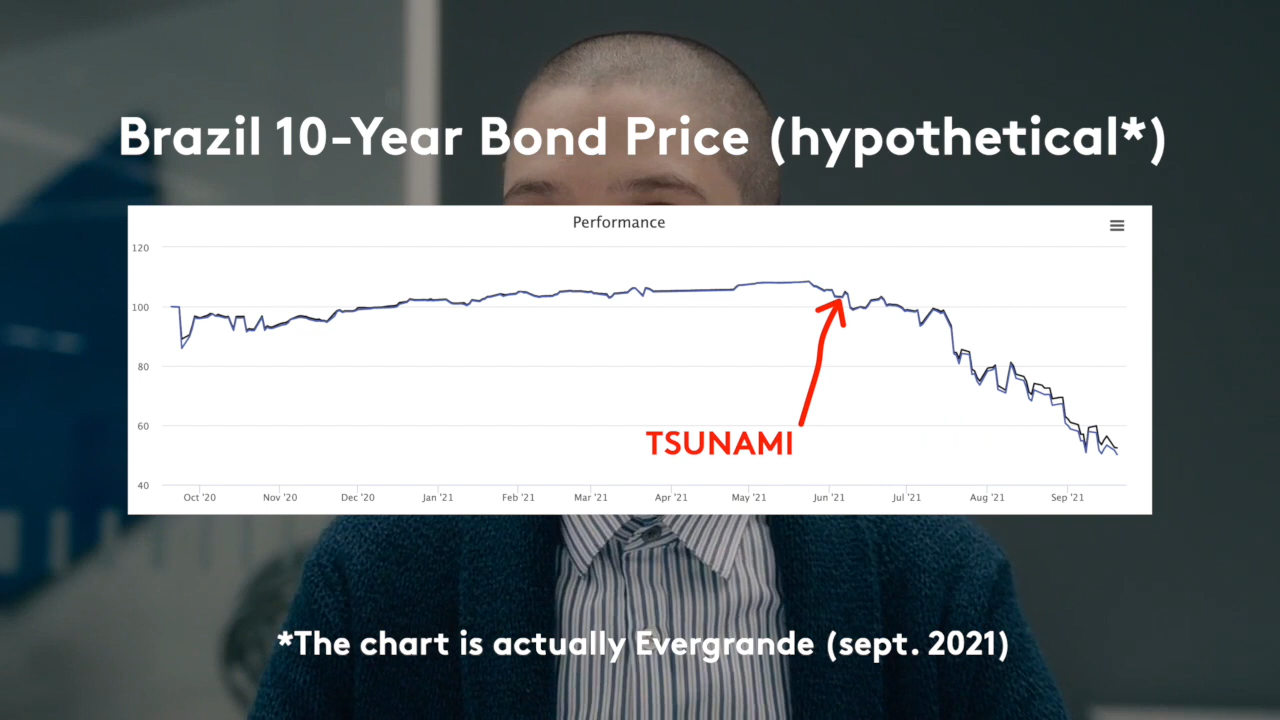 Brazil 10-Year Bond Price (hypothetical*)
Performance
120
100
80
60
40
TSUNAMI
Oct '20 Nov '20 Dec '20 Jan '21 Feb '21 Mar '21 Apr '21 May '21 Jun '21 Jul '21 Aug '21 Sep '21
*The chart is actually Evergrande (sept. 2021)